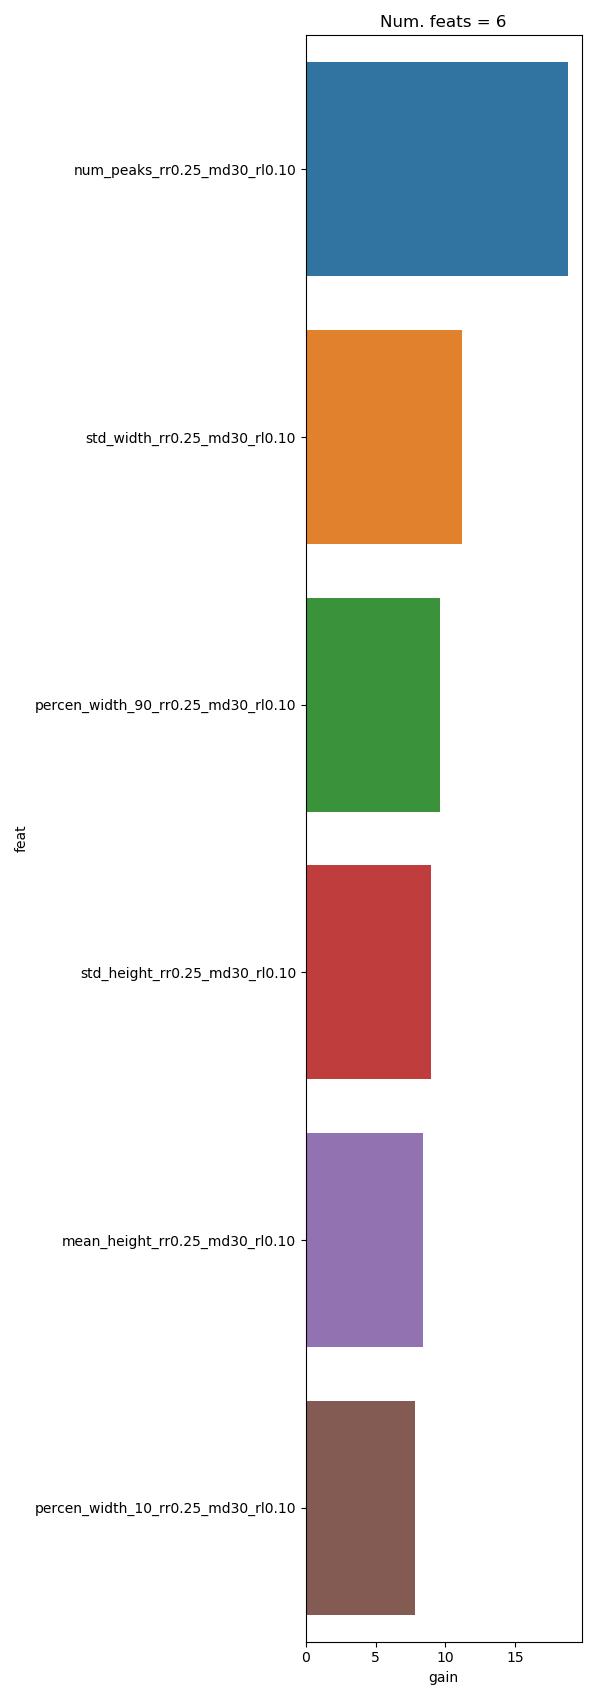 Num. feats = 6
num_peaks_rr0.25_md30_rl0.10
std_width_rr0.25_md30_rl0.10
percen_width_90_rr0.25_md30_rl0.10
feat
std_height_rr0.25_md30_rl0.10
mean_height_rr0.25_md30_rl0.10
percen_width_10_rr0.25_md30_rl0.10
0 5 10 15
gain